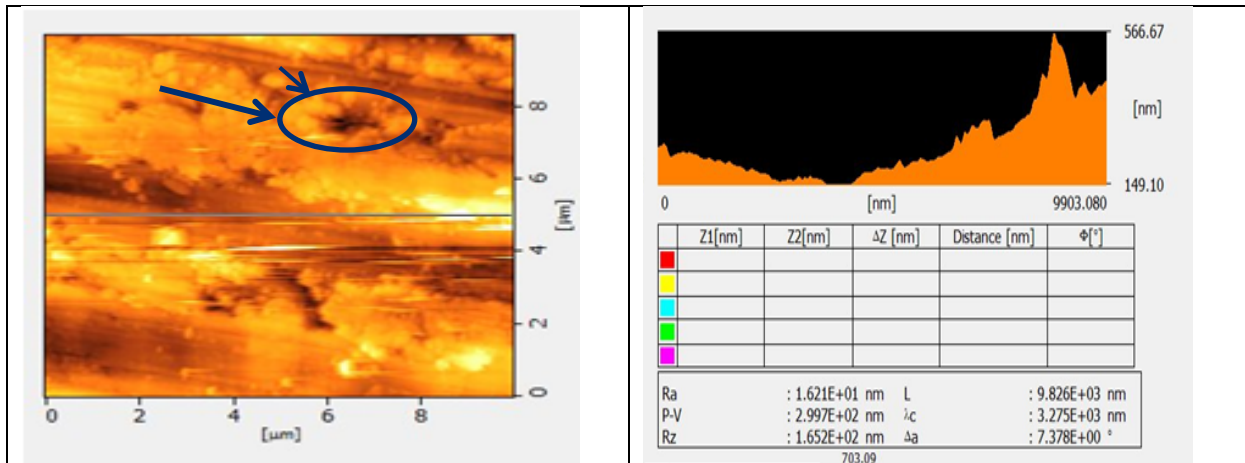 8
6
4
2
0
[µm]
0 2 4 6 8
[µm]
566.67
[nm]
149.10
0 [nm] 9903.080
Z1[nm] Z2[nm] ΔZ [nm] Distance [nm] Φ[°]
Ra : 1.621E+01 nm L : 9.826E+03 nm
P-V : 2.997E+02 nm λc : 3.275E+03 nm
Rz : 1.652E+02 nm Δa : 7.378E+00 °
703.09